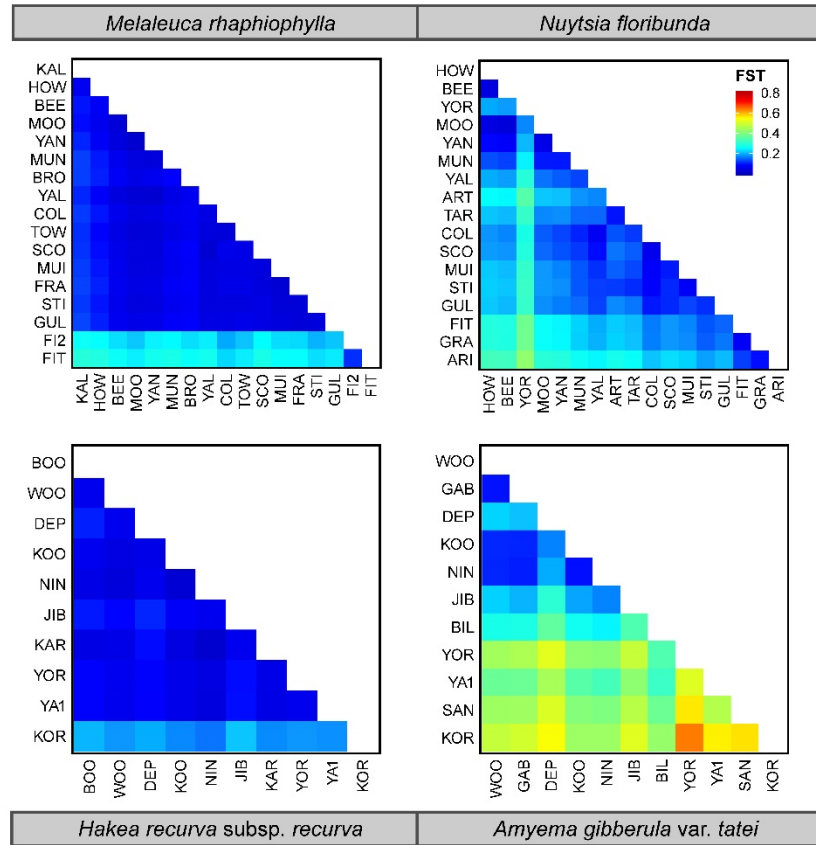 Melaleuca rhaphiophylla
Nuytsia floribunda
KAL
HOW
BEE
MOO
YAN
MUN
BRO
YAL
COL
TOW
SCO
MUI
FRA
STI
GUL
FI2
FIT
KAL HOW BEE MOO YAN MUN BRO YAL COL TOW SCO MUI FRA STI GUL FI2 FIT
HOW
BEE
YOR
MOO
YAN
MUN
YAL
ART
TAR
COL
SCO
MUI
STI
GUL
FIT
GRA
ARI
HOW BEE YOR MOO YAN MUN YAL ART TAR COL SCO MUI STI GUL FIT GRA ARI
FST
0.8
0.6
0.4
0.2
BOO
WOO
DEP
KOO
NIN
JIB
KAR
YOR
YA1
KOR
BOO WOO DEP KOO NIN JIB KAR YOR YA1 KOR
WOO
GAB
DEP
KOO
NIN
JIB
BIL
YOR
YA1
SAN
KOR
WOO GAB DEP KOO NIN JIB BIL YOR YA1 SAN KOR
Hakea recurva subsp. recurva
Amyema gibberula var. tatei